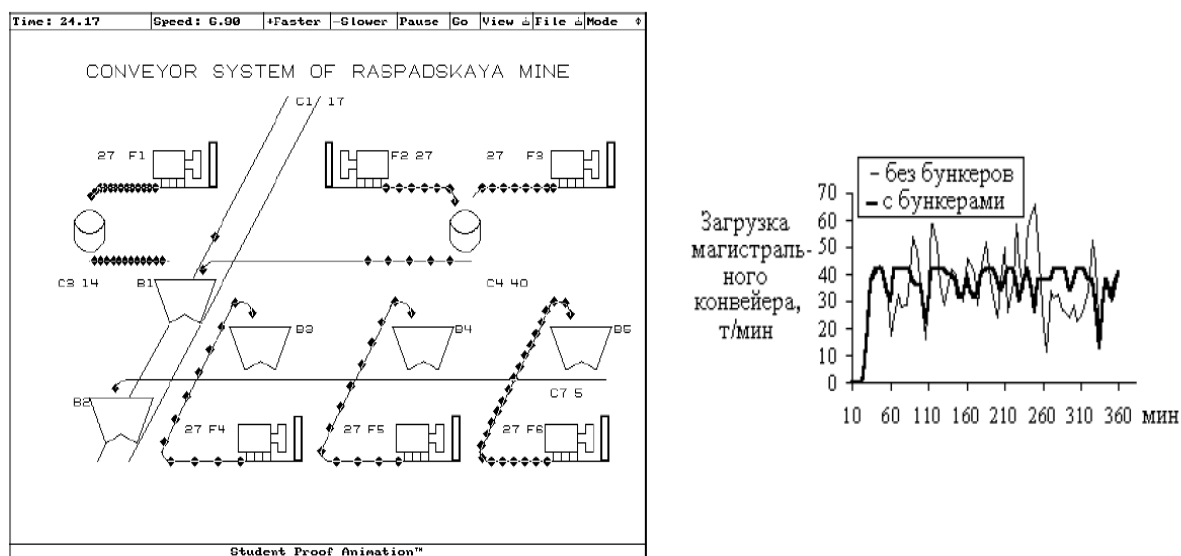 Time: 24.17 Speed: 6.90 +Faster -Slower Pause Go View File Mode
CONVEYOR SYSTEM OF RASPADSKAYA MINE
C1 17
27 F1
F2 27
27 F3
C3 14
B1
C4 40
B3
B4
B5
B2
C7 5
27 F4
27 F5
27 F6
Student Proof Animation™
без бункеров
с бункерами
Загрузка
магистраль-
ного
конвейера,
т/мин
70
60
50
40
30
20
10
0
10 60 110 160 210 260 310 360 мин